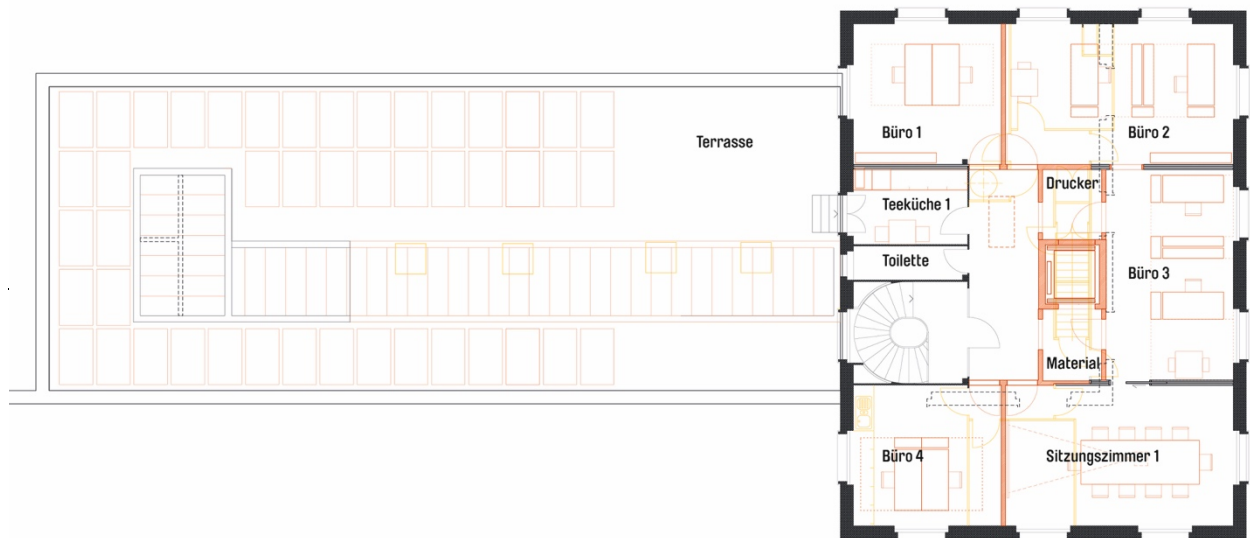 Büro 1
Büro 2
Terrasse
Drucker
Teeküche 1
Toilette
Büro 3
Material
Büro 4
Sitzungszimmer 1